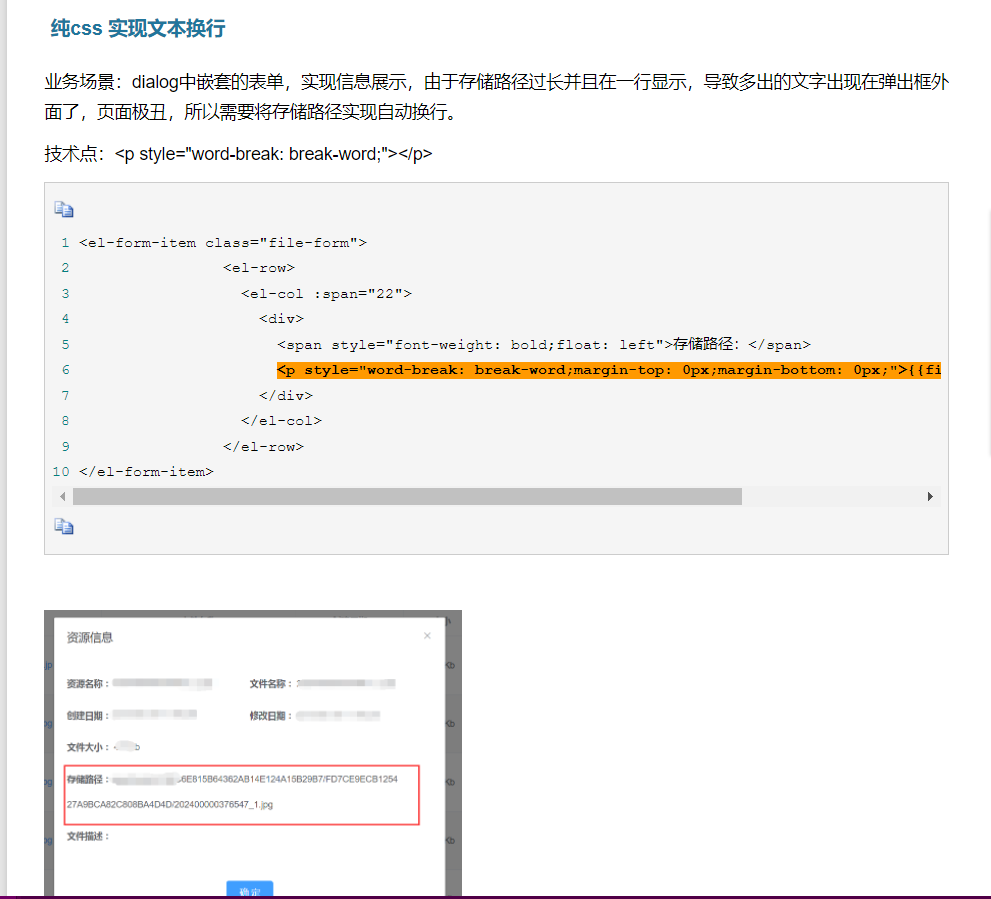 纯css 实现文本换行
业务场景：dialog中嵌套的表单，实现信息展示，由于存储路径过长并且在一行显示，导致多出的文字出现在弹出框外
面了，页面极丑，所以需要将存储路径实现自动换行。
技术点：<p style="word-break: break-word;"></p>
1 <el-form-item class="file-form">
2 <el-row>
3 <el-col :span="22">
4 <div>
5 <span style="font-weight: bold;float: left">存储路径：</span>
6 <p style="word-break: break-word;margin-top: 0px;margin-bottom: 0px;">{{fi
7 </div>
8 </el-col>
9 </el-row>
10 </el-form-item>
资源信息 ×
资源名称： 文件名称：
创建日期： 修改日期：
文件大小：
存储路径： 6E815B64362AB14E124A15B29B7/FD7CE9ECB1254
27A9BCA82C808BA4D4D/202400000376547_1.jpg
文件描述：
确定